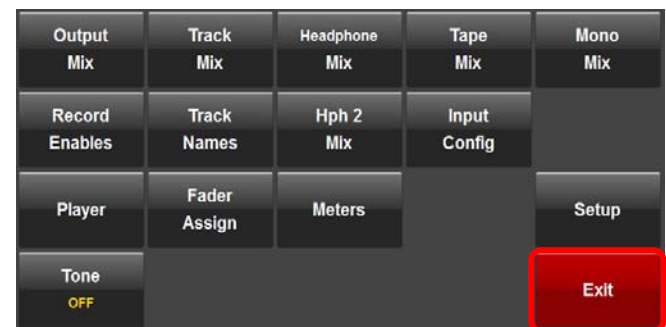 Output Track Headphone Tape Mono
Mix Mix Mix Mix Mix
Record Track Hph 2 Input
Enables Names Mix Config
Player Fader Assign Meters Setup
Tone Exit
OFF